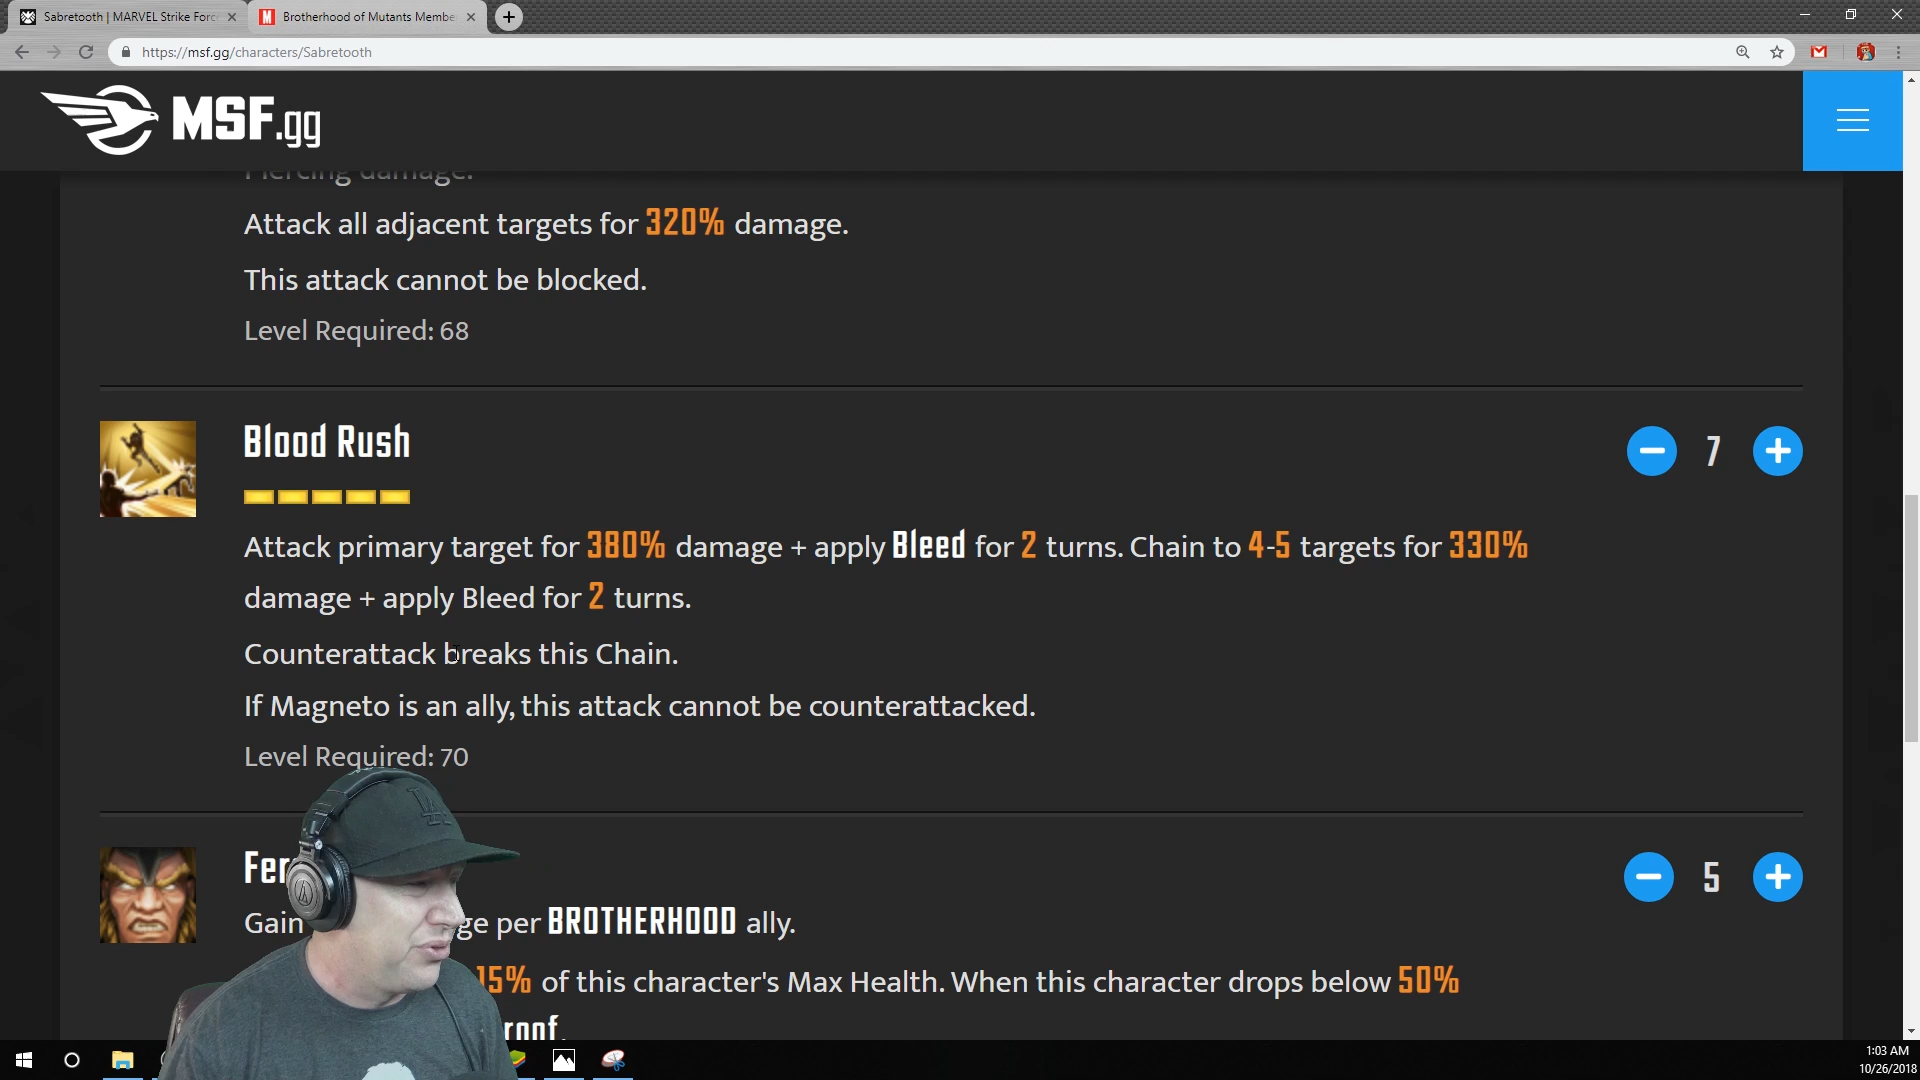 Sabretooth | MARVEL Strike Forc
Brotherhood of Mutants Membe
https://msf.gg/characters/Sabretooth
MSF.gg
Piercing damage.
Attack all adjacent targets for 320% damage.
This attack cannot be blocked.
Level Required: 68
Blood Rush
7
Attack primary target for 380% damage + apply Bleed for 2 turns. Chain to 4-5 targets for 330%
damage + apply Bleed for 2 turns.
Counterattack breaks this Chain.
If Magneto is an ally, this attack cannot be counterattacked.
Level Required: 70
Fer
5
Gain ge per BROTHERHOOD ally.
15% of this character's Max Health. When this character drops below 50%
roof.
LA
1:03 AM
10/26/2018